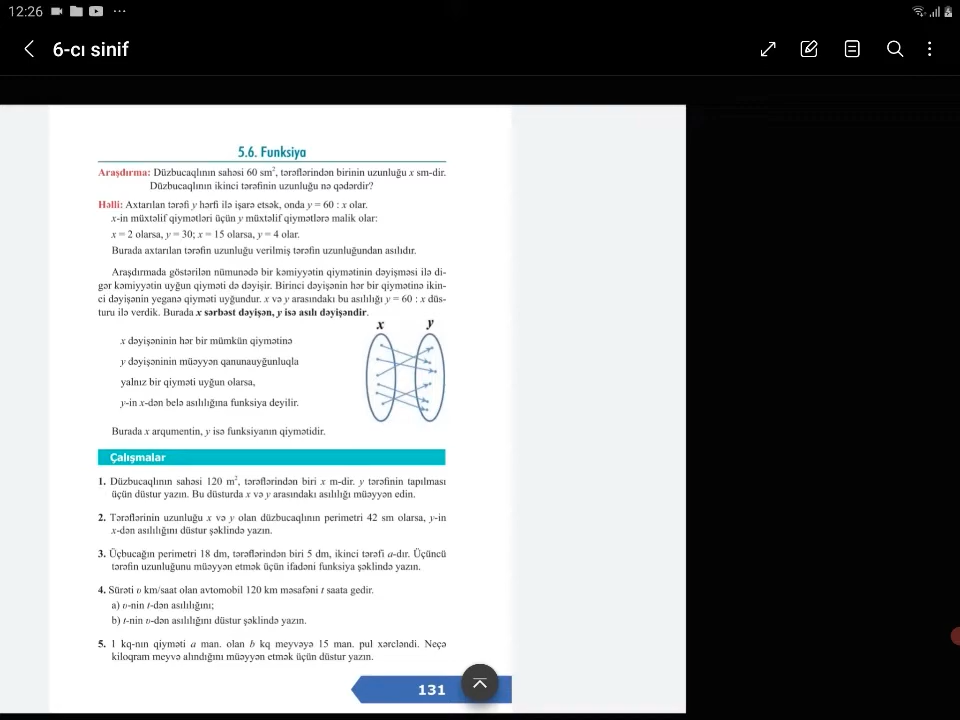 12:26
6-cı sinif
5.6. Funksiya
Araşdırma: Düzbucaqlının sahəsi 60 sm², tərəflərindən birinin uzunluğu x sm-dir.
Düzbucaqlının ikinci tərəfinin uzunluğu nə qədərdir?
Həlli: Axtarılan tərəfi y hərfi ilə işarə etsək, onda y = 60 : x olar.
x-in müxtəlif qiymətləri üçün y müxtəlif qiymətlərə malik olar:
x = 2 olarsa, y = 30; x = 15 olarsa, y = 4 olar.
Burada axtarılan tərəfin uzunluğu verilmiş tərəfin uzunluğundan asılıdır.
Araşdırmada göstərilən nümunədə bir kəmiyyətin qiymətinin dəyişməsi ilə di-
gər kəmiyyətin uyğun qiyməti də dəyişir. Birinci dəyişənin hər bir qiymətinə ikin-
ci dəyişənin yeganə qiyməti uyğundur. x və y arasındakı bu asılılığı y = 60 : x düs-
turu ilə verdik. Burada x sərbəst dəyişən, y isə asılı dəyişəndir.
x y
x dəyişəninin hər bir mümkün qiymətinə
y dəyişəninin müəyyən qanunauyğunluqla
yalnız bir qiyməti uyğun olarsa,
y-in x-dən belə asılılığına funksiya deyilir.
Burada x arqumentin, y isə funksiyanın qiymətidir.
Çalışmalar
1. Düzbucaqlının sahəsi 120 m², tərəflərindən biri x m-dir. y tərəfinin tapılması
üçün düstur yazın. Bu düsturda x və y arasındakı asılılığı müəyyən edin.
2. Tərəflərinin uzunluğu x və y olan düzbucaqlının perimetri 42 sm olarsa, y-in
x-dən asılılığını düstur şəklində yazın.
3. Üçbucağın perimetri 18 dm, tərəflərindən biri 5 dm, ikinci tərəfi a-dır. Üçüncü
tərəfin uzunluğunu müəyyən etmək üçün ifadəni funksiya şəklində yazın.
4. Sürəti υ km/saat olan avtomobil 120 km məsafəni t saata gedir.
a) υ-nin t-dən asılılığını;
b) t-nin υ-dən asılılığını düstur şəklində yazın.
5. 1 kq-nın qiyməti a man. olan b kq meyvəyə 15 man. pul xərcləndi. Neçə
kiloqram meyvə alındığını müəyyən etmək üçün düstur yazın.
131